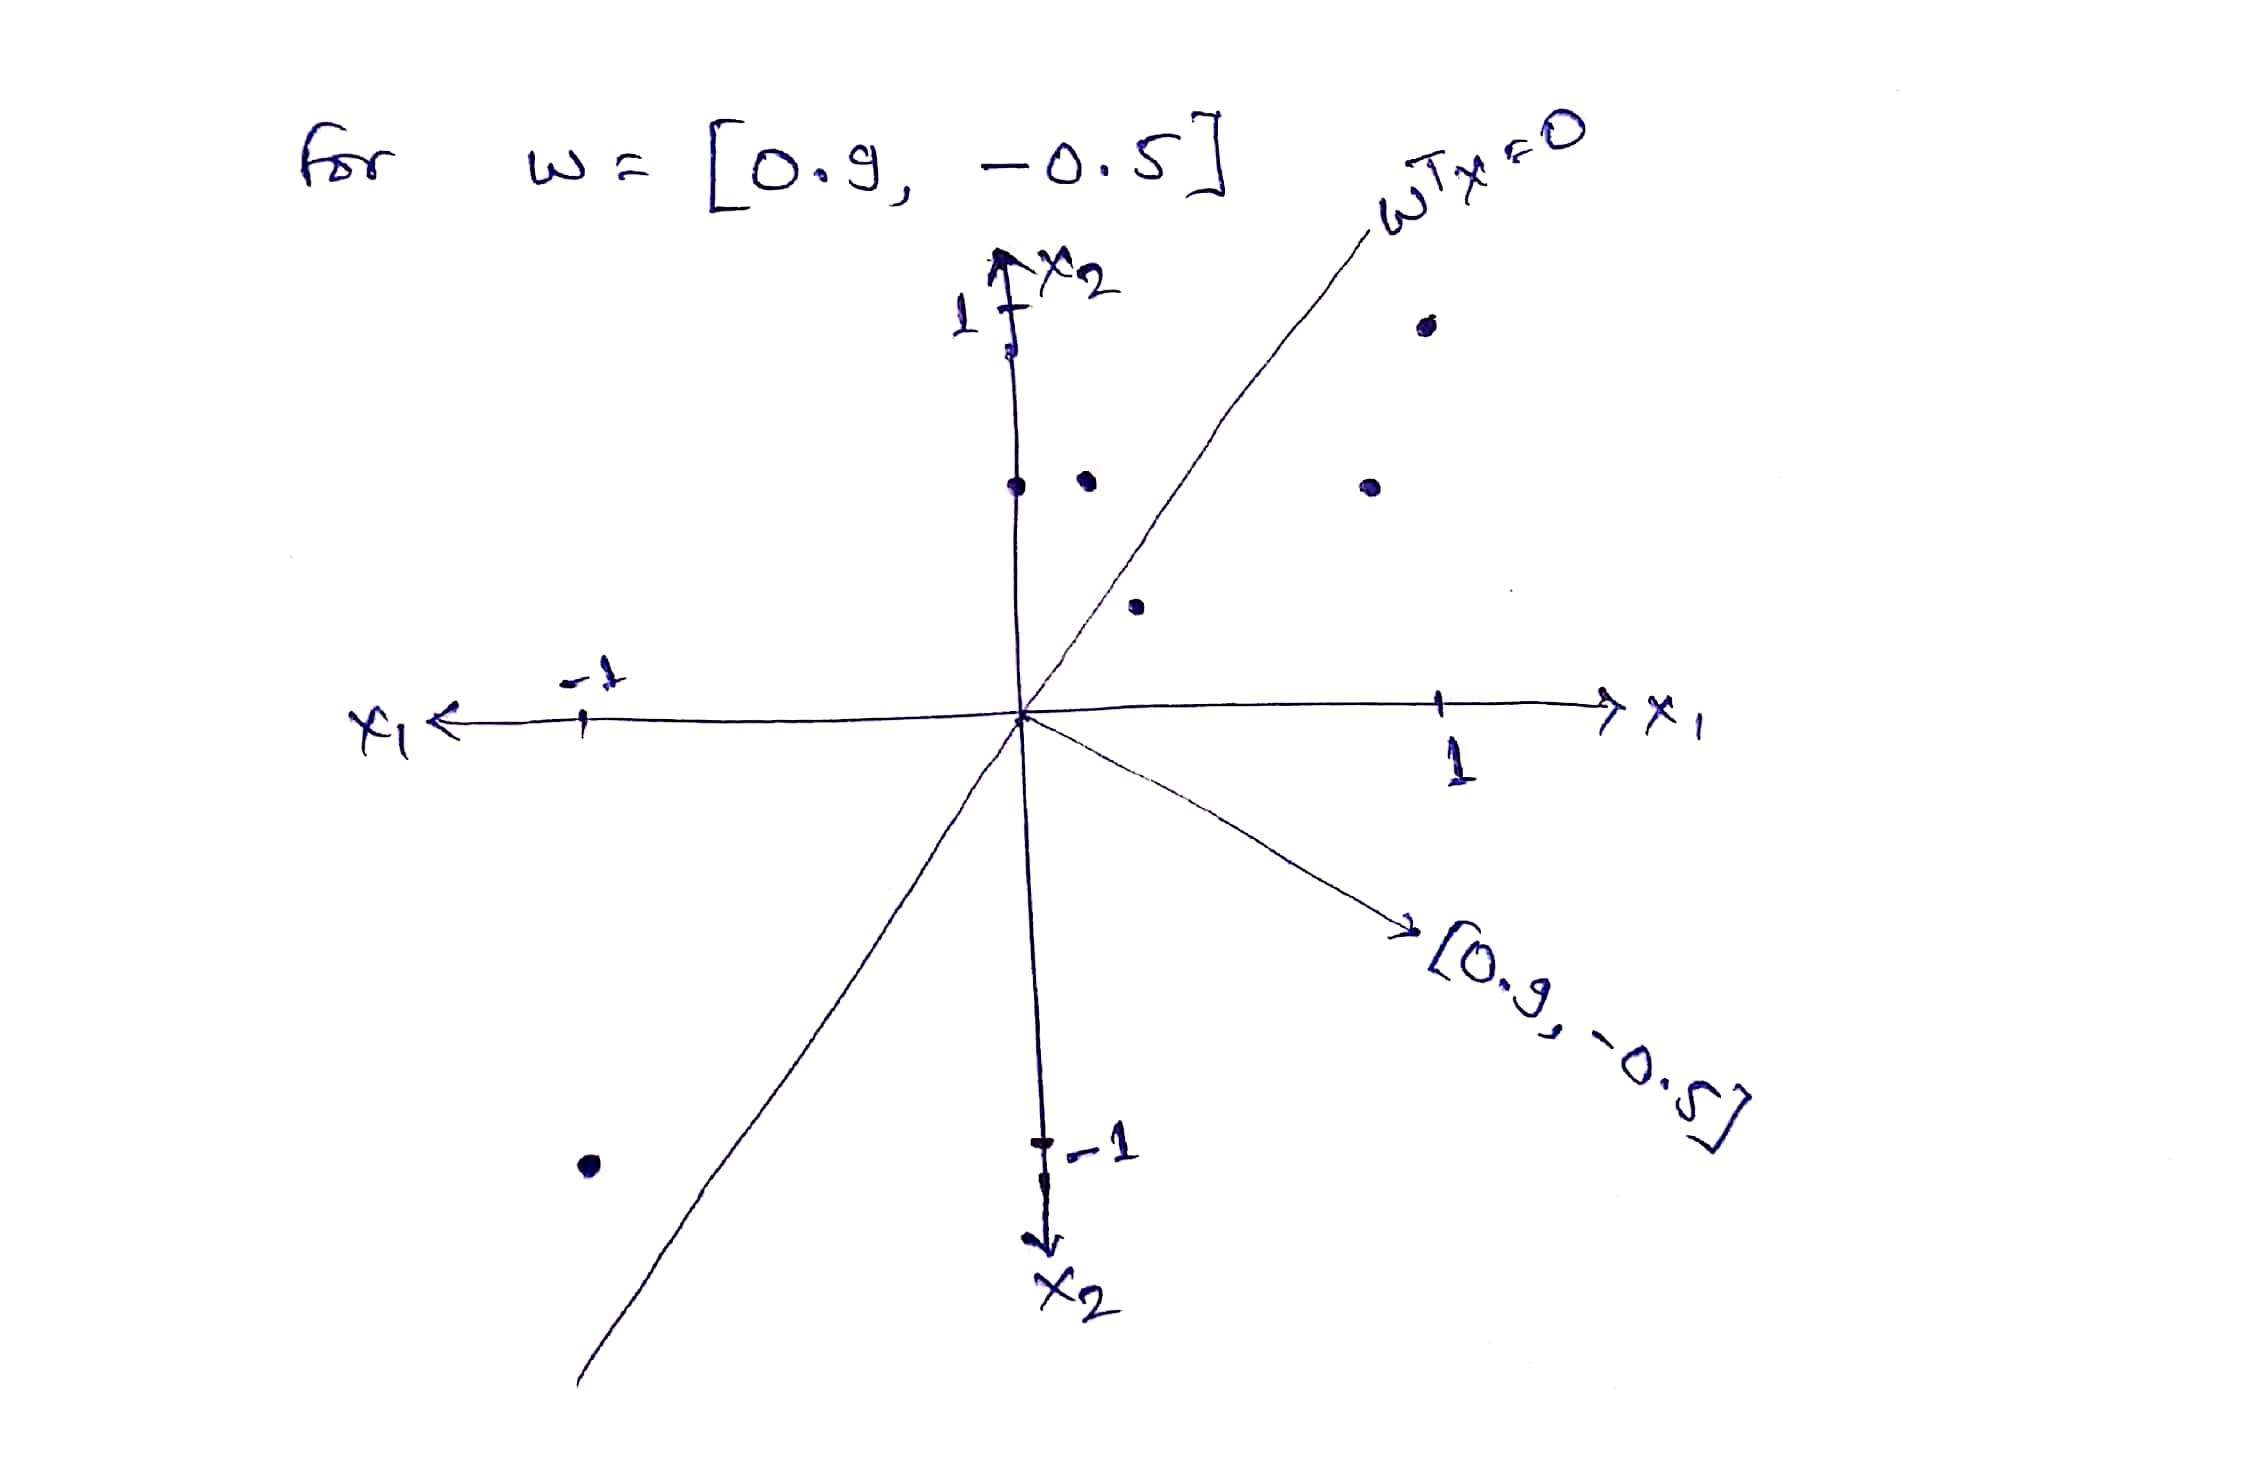 For w = [0.9, -0.5]
wᵀx = 0
x₂
1
-1
x₁
x₁
1
[0.9, -0.5]
-1
x₂